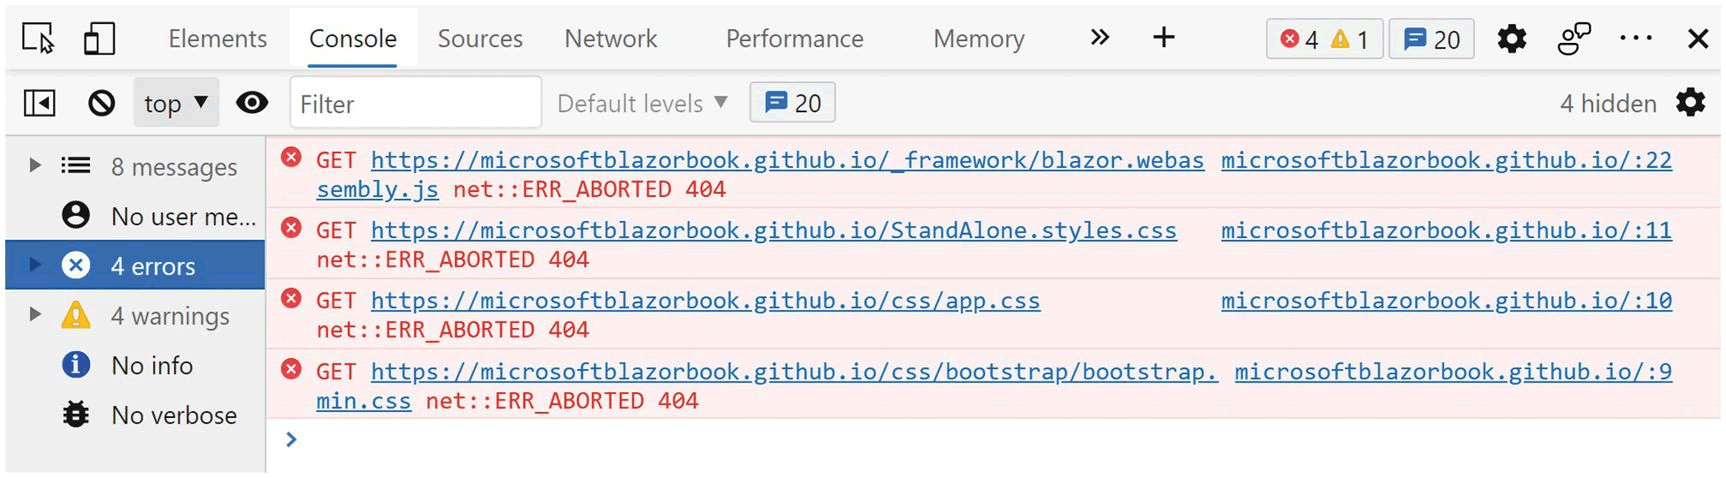 Elements Console Sources Network Performance Memory 4 1 20
top Filter Default levels 20 4 hidden
8 messages
No user me...
4 errors
4 warnings
No info
No verbose
GET https://microsoftblazorbook.github.io/_framework/blazor.webas microsoftblazorbook.github.io/:22
sembly.js net::ERR_ABORTED 404
GET https://microsoftblazorbook.github.io/StandAlone.styles.css microsoftblazorbook.github.io/:11
net::ERR_ABORTED 404
GET https://microsoftblazorbook.github.io/css/app.css microsoftblazorbook.github.io/:10
net::ERR_ABORTED 404
GET https://microsoftblazorbook.github.io/css/bootstrap/bootstrap. microsoftblazorbook.github.io/:9
min.css net::ERR_ABORTED 404